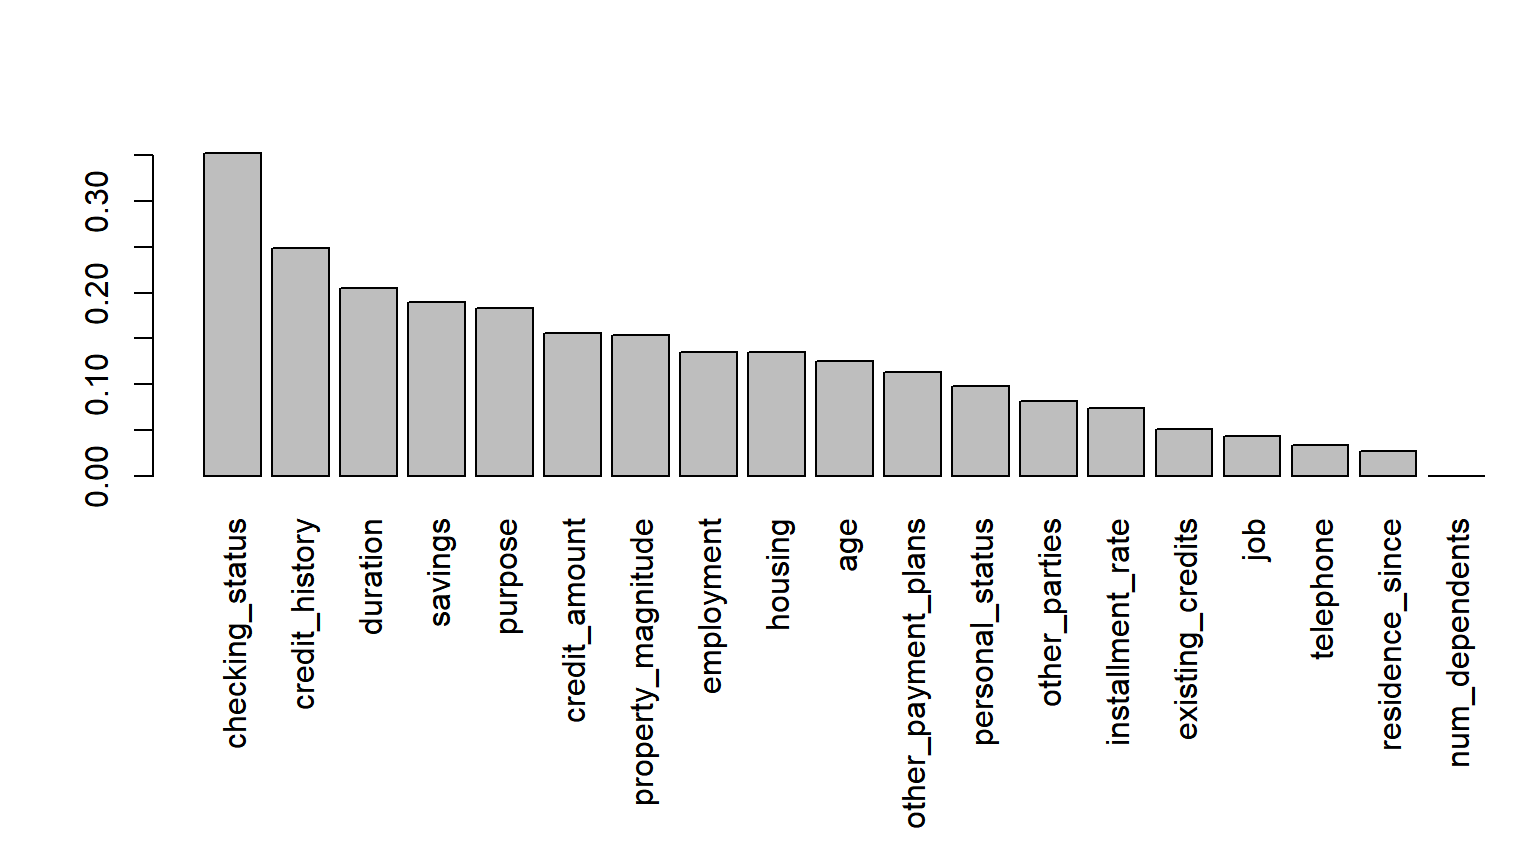 0.30
0.20
0.10
0.00
checking_status
credit_history
duration
savings
purpose
credit_amount
property_magnitude
employment
housing
age
other_payment_plans
personal_status
other_parties
installment_rate
existing_credits
job
telephone
residence_since
num_dependents